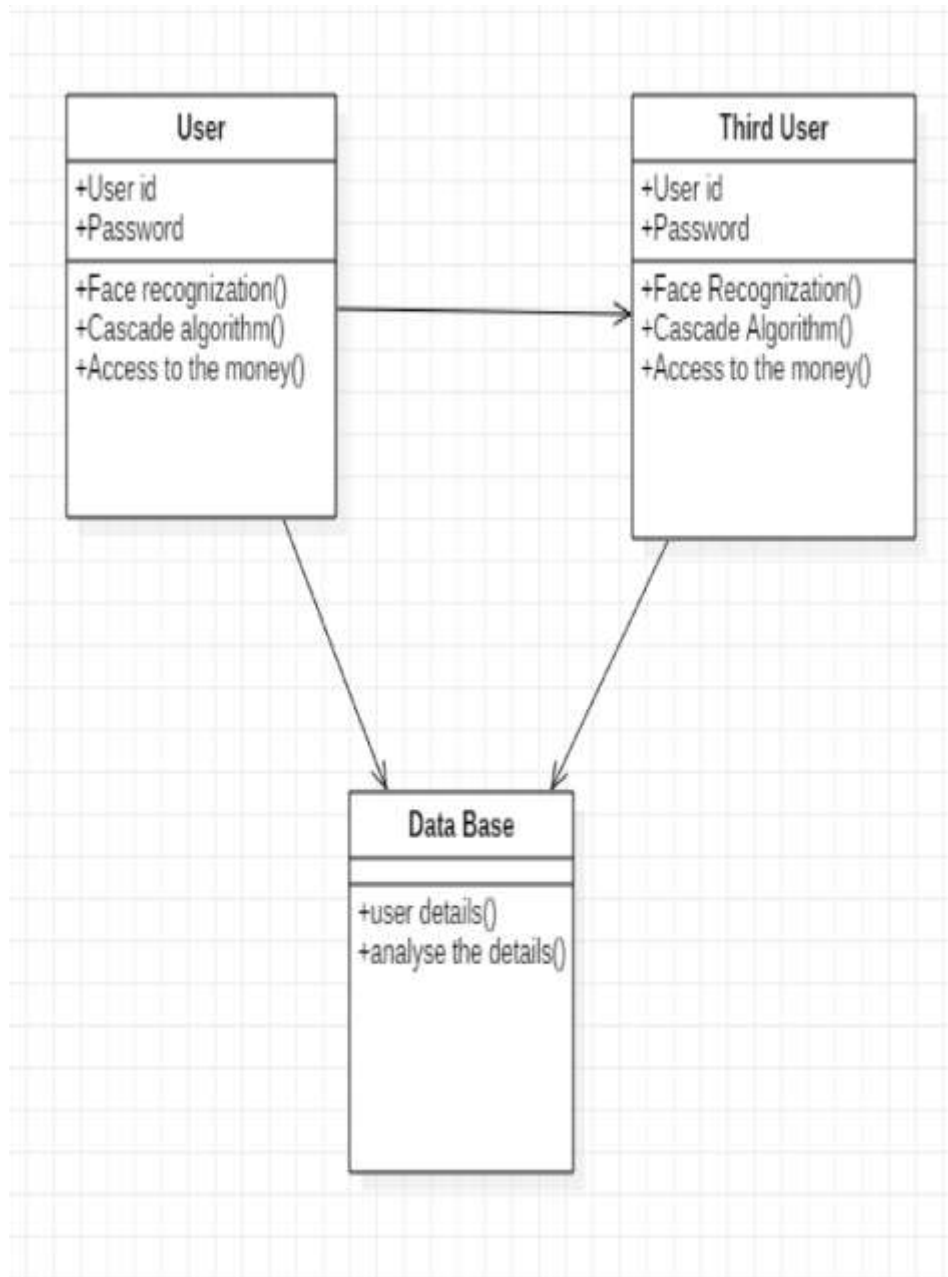 User
+User id
+Password
+Face recognization()
+Cascade algorithm()
+Access to the money()
Third User
+User id
+Password
+Face Recognization()
+Cascade Algorithm()
+Access to the money()
Data Base
+user details()
+analyse the details()